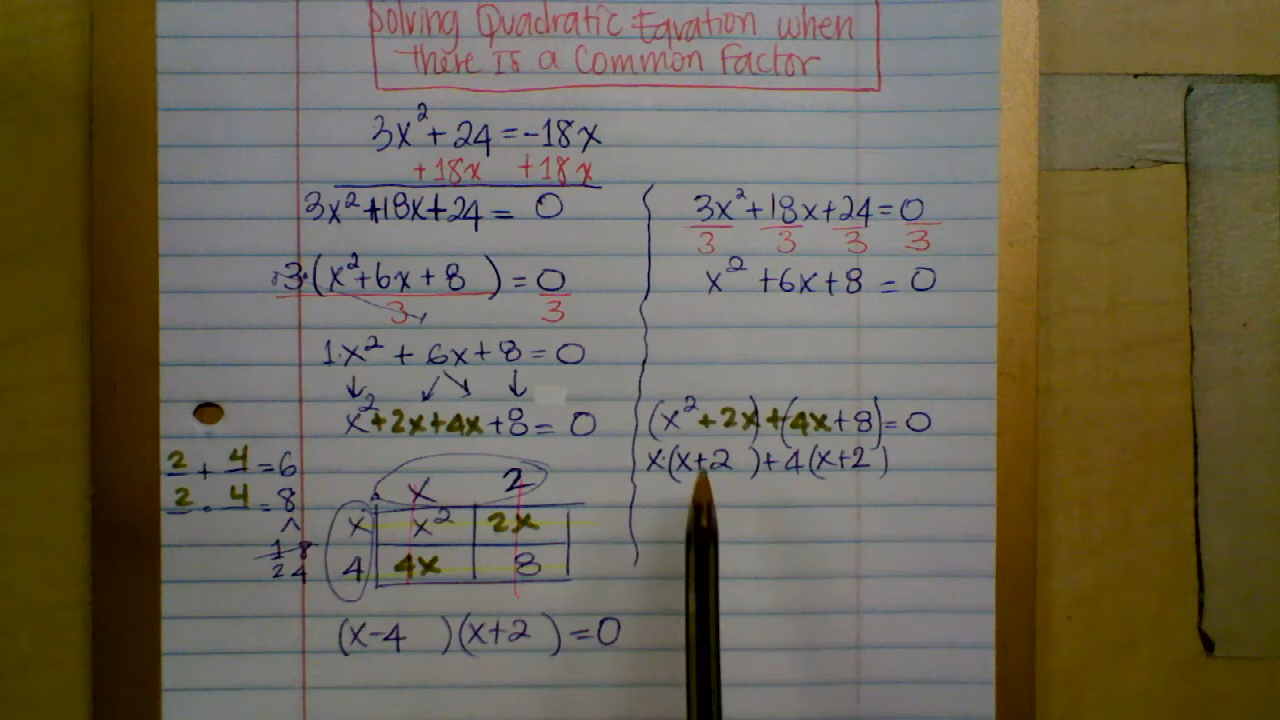 Solving Quadratic Equation when
there Is a Common Factor
3x²+24=-18x
+18x +18x
3x²+18x+24= 0
3·(x²+6x+8)=0
3 3
1·x²+6x+8=0
x²+2x+4x+8=0
2+4=6
2·4=8
1 8
2 4
x 2
x x² 2x
4 4x 8
(x-4)(x+2)=0
3x²+18x+24=0
3 3 3 3
x²+6x+8=0
(x²+2x)+(4x+8)=0
x·(x+2)+4(x+2)